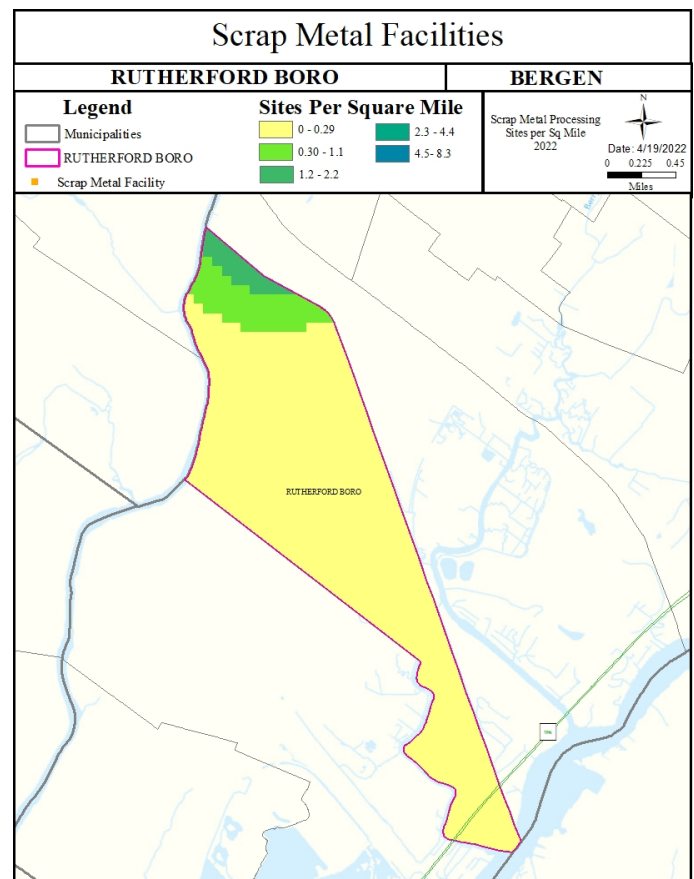 Scrap Metal Facilities
RUTHERFORD BORO
BERGEN
Legend
Municipalities
RUTHERFORD BORO
Scrap Metal Facility
Sites Per Square Mile
0 - 0.29
0.30 - 1.1
1.2 - 2.2
2.3 - 4.4
4.5- 8.3
Scrap Metal Processing
Sites per Sq Mile
2022
N
Date: 4/19/2022
0 0.225 0.45
Miles
RUTHERFORD BORO